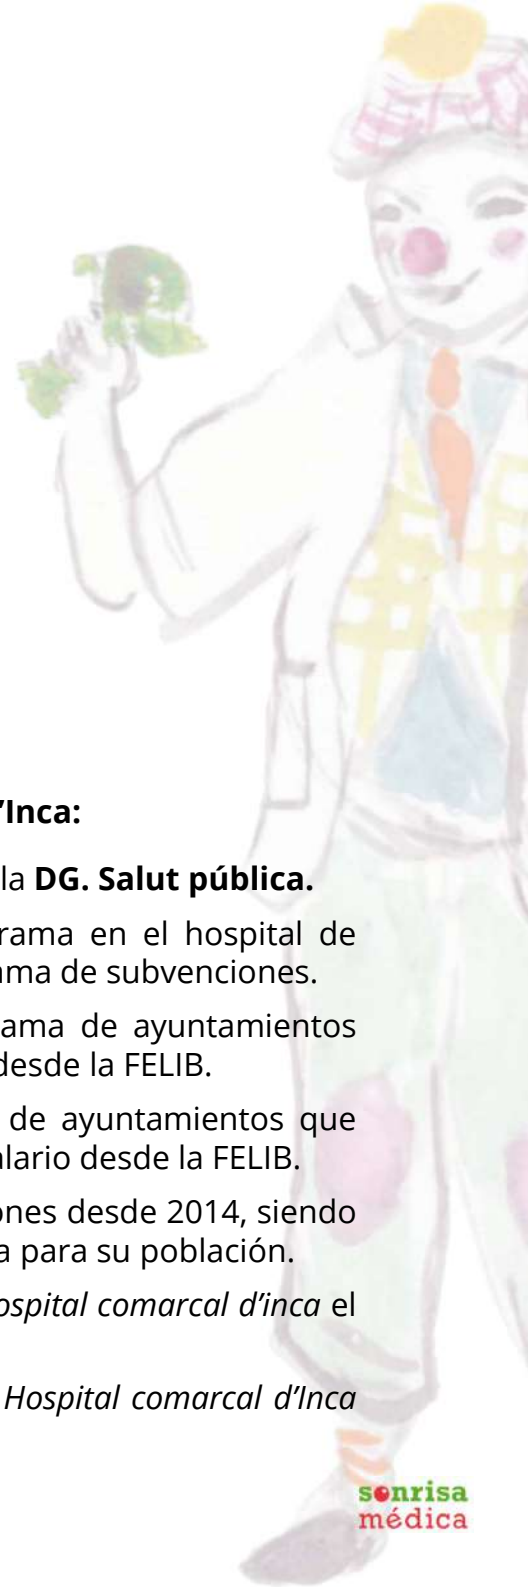 ’Inca:
la DG. Salut pública.
rama en el hospital de
ama de subvenciones.
ama de ayuntamientos
desde la FELIB.
de ayuntamientos que
alario desde la FELIB.
ones desde 2014, siendo
a para su población.
ospital comarcal d’inca el
Hospital comarcal d’Inca
sonrisa
médica